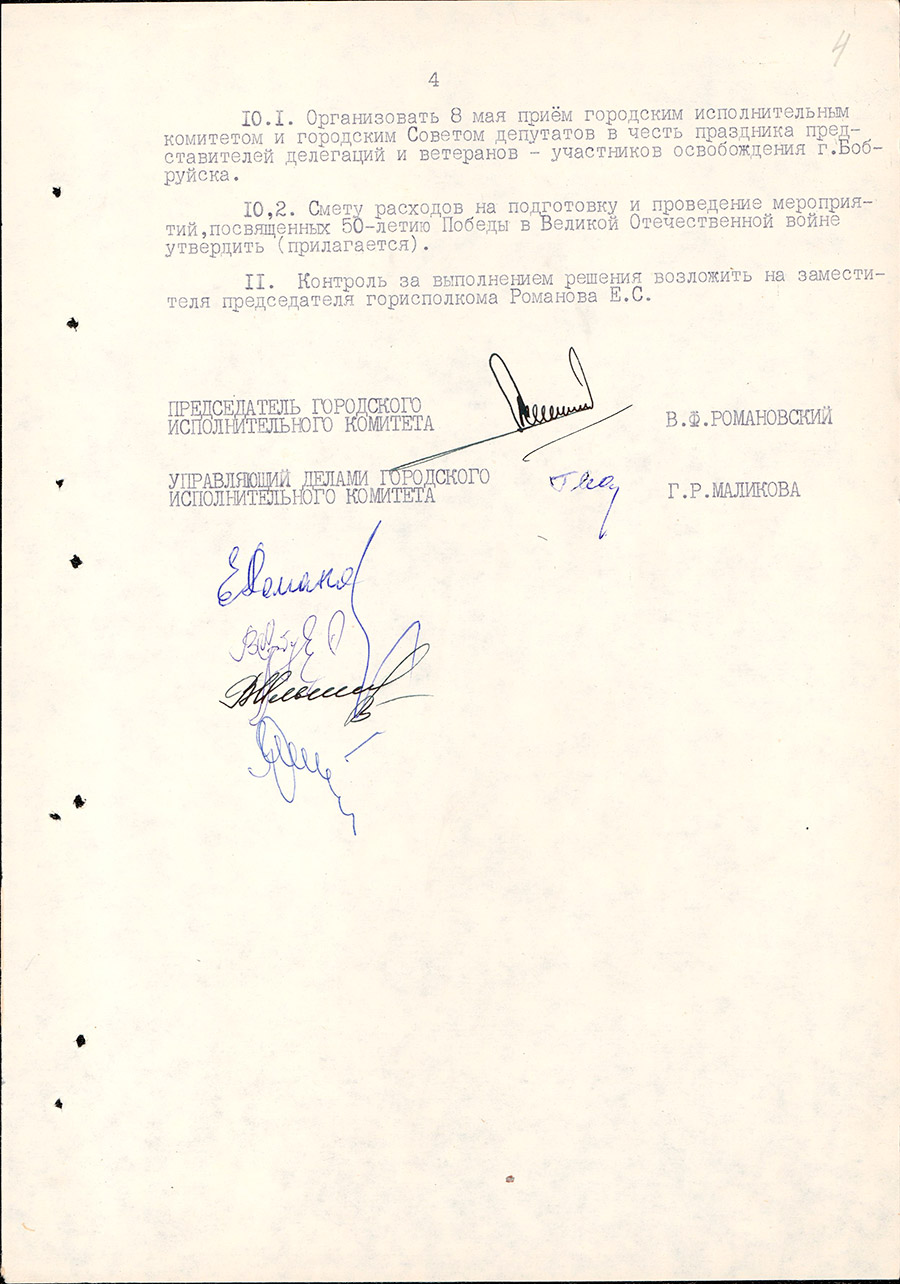 4
4
10.I. Организовать 8 мая приём городским исполнительным
комитетом и городским Советом депутатов в честь праздника пред-
ставителей делегаций и ветеранов - участников освобождения г.Боб-
руйска.
10,2. Смету расходов на подготовку и проведение мероприя-
тий,посвященных 50-летию Победы в Великой Отечественной войне
утвердить (прилагается).
II. Контроль за выполнением решения возложить на замести-
теля председателя горисполкома Романова Е.С.
ПРЕДСЕДАТЕЛЬ ГОРОДСКОГО
ИСПОЛНИТЕЛЬНОГО КОМИТЕТА
В.Ф.РОМАНОВСКИЙ
УПРАВЛЯЮЩИЙ ДЕЛАМИ ГОРОДСКОГО
ИСПОЛНИТЕЛЬНОГО КОМИТЕТА
Г.Р.МАЛИКОВА